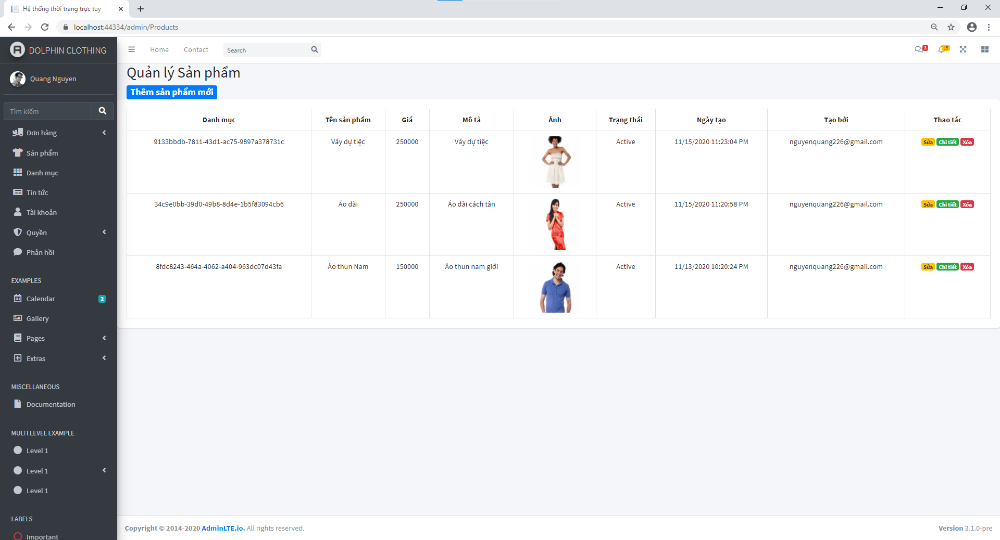 Hệ thống thời trang trực tuy
localhost:44334/admin/Products
DOLPHIN CLOTHING
Home Contact Search 3 15
Quang Nguyen
Tìm kiếm
Đơn hàng
Sản phẩm
Danh mục
Tin tức
Tài khoản
Quyền
Phản hồi
EXAMPLES
Calendar 2
Gallery
Pages
Extras
MISCELLANEOUS
Documentation
MULTI LEVEL EXAMPLE
Level 1
Level 1
Level 1
LABELS
Important
Quản lý Sản phẩm
Thêm sản phẩm mới
Danh mục Tên sản phẩm Giá Mô tả Ảnh Trạng thái Ngày tạo Tạo bởi Thao tác
9133bbdb-7811-43d1-ac75-9897a378731c Váy dự tiệc 250000 Váy dự tiệc Active 11/15/2020 11:23:04 PM nguyenquang226@gmail.com Sửa Chi tiết Xóa
34c9e0bb-39d0-49b8-8d4e-1b5f83094cb6 Áo dài 250000 Áo dài cách tân Active 11/15/2020 11:20:58 PM nguyenquang226@gmail.com Sửa Chi tiết Xóa
8fdc8243-464a-4062-a404-963dc07d43fa Áo thun Nam 150000 Áo thun nam giới Active 11/13/2020 10:20:24 PM nguyenquang226@gmail.com Sửa Chi tiết Xóa
Copyright © 2014-2020 AdminLTE.io. All rights reserved. Version 3.1.0-pre